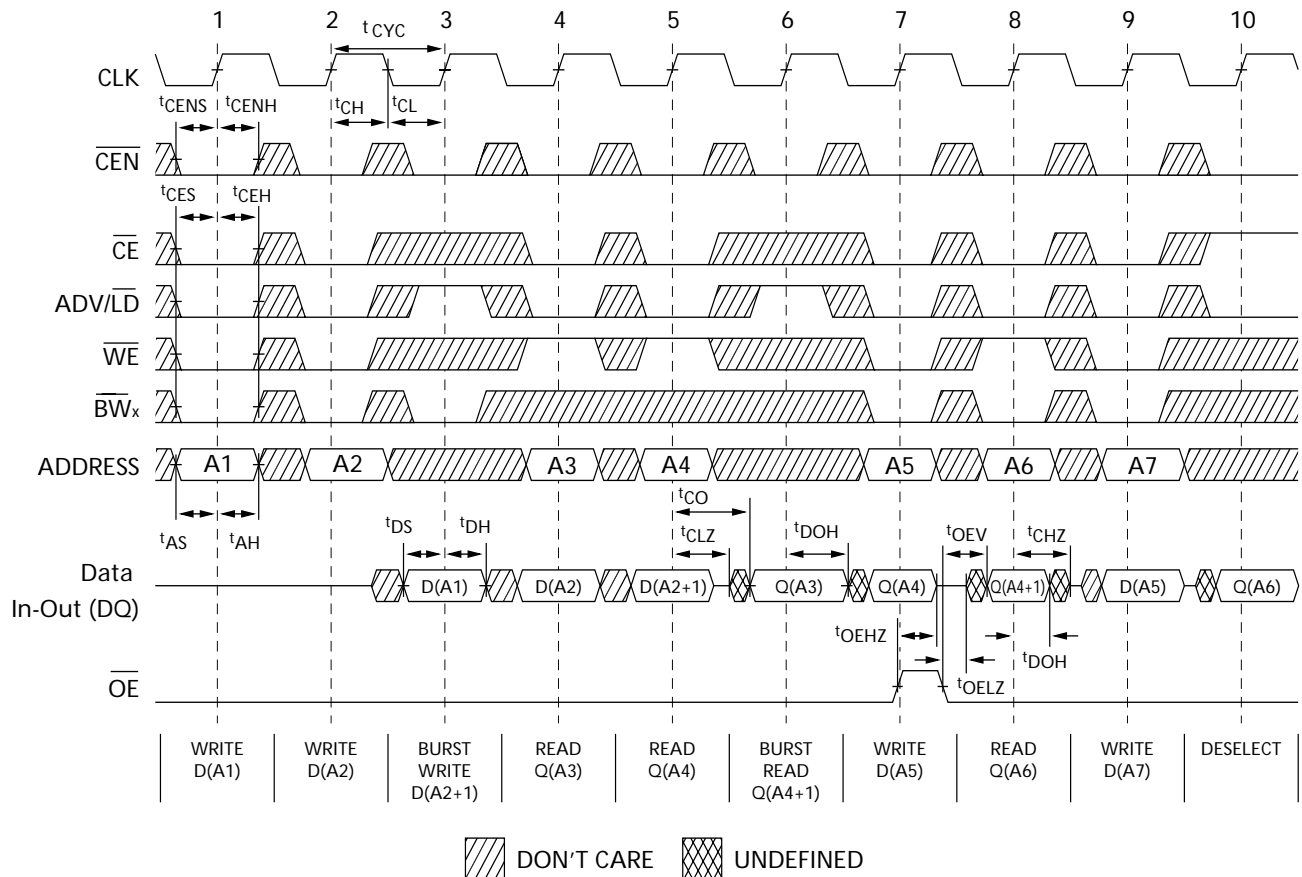 1 2 3 4 5 6 7 8 9 10
tCYC
CLK
tCENS tCENH tCH tCL
CEN
tCES tCEH
CE
ADV/LD
WE
BWx
ADDRESS A1 A2 A3 A4 A5 A6 A7
tCO
tAS tAH tDS tDH tCLZ tDOH tOEV tCHZ
Data
In-Out (DQ)
D(A1) D(A2) D(A2+1) Q(A3) Q(A4) Q(A4+1) D(A5) Q(A6)
tOEHZ tDOH
tOELZ
OE
WRITE D(A1)
WRITE D(A2)
BURST WRITE D(A2+1)
READ Q(A3)
READ Q(A4)
BURST READ Q(A4+1)
WRITE D(A5)
READ Q(A6)
WRITE D(A7)
DESELECT
DON'T CARE UNDEFINED